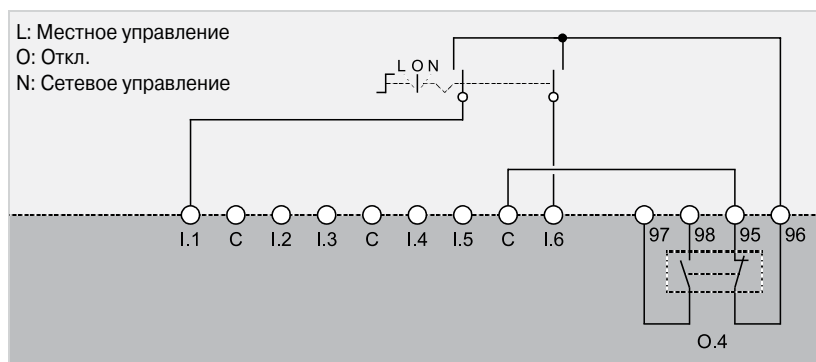 L: Местное управление
O: Откл.
N: Сетевое управление
L O N
I.1 C I.2 I.3 C I.4 I.5 C I.6 97 98 95 96
O.4